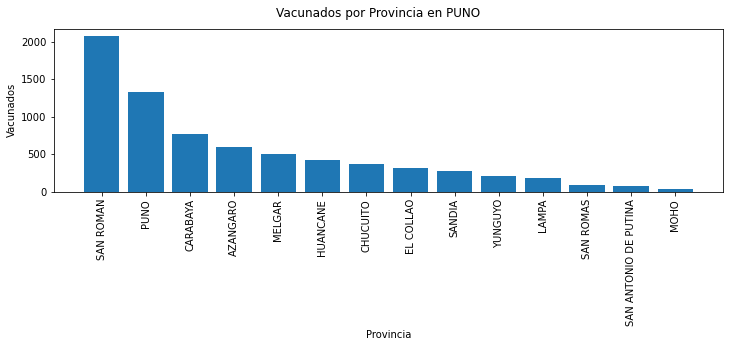 Vacunados por Provincia en PUNO
Vacunados
2000
1500
1000
500
0
SAN ROMAN
PUNO
CARABAYA
AZANGARO
MELGAR
HUANCANE
CHUCUITO
EL COLLAO
SANDIA
YUNGUYO
LAMPA
SAN ROMAS
SAN ANTONIO DE PUTINA
MOHO
Provincia